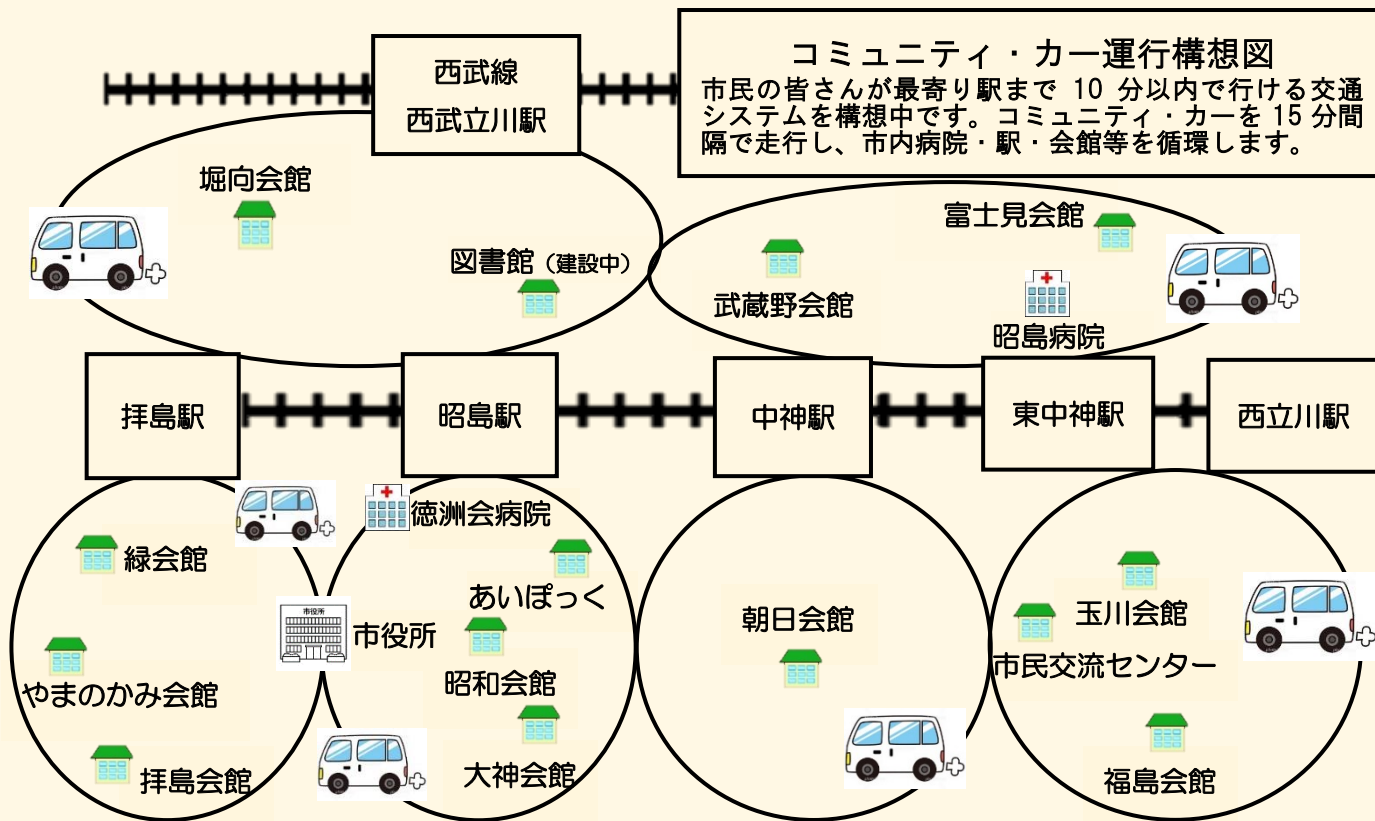 コミュニティ・カー運行構想図
市民の皆さんが最寄り駅まで 10 分以内で行ける交通
システムを構想中です。コミュニティ・カーを 15 分間
隔で走行し、市内病院・駅・会館等を循環します。
西武線
西武立川駅
堀向会館
図書館（建設中）
富士見会館
武蔵野会館
昭島病院
拝島駅
昭島駅
中神駅
東中神駅
西立川駅
緑会館
やまのかみ会館
拝島会館
市役所
市役所
徳洲会病院
あいぽっく
昭和会館
大神会館
朝日会館
玉川会館
市民交流センター
福島会館